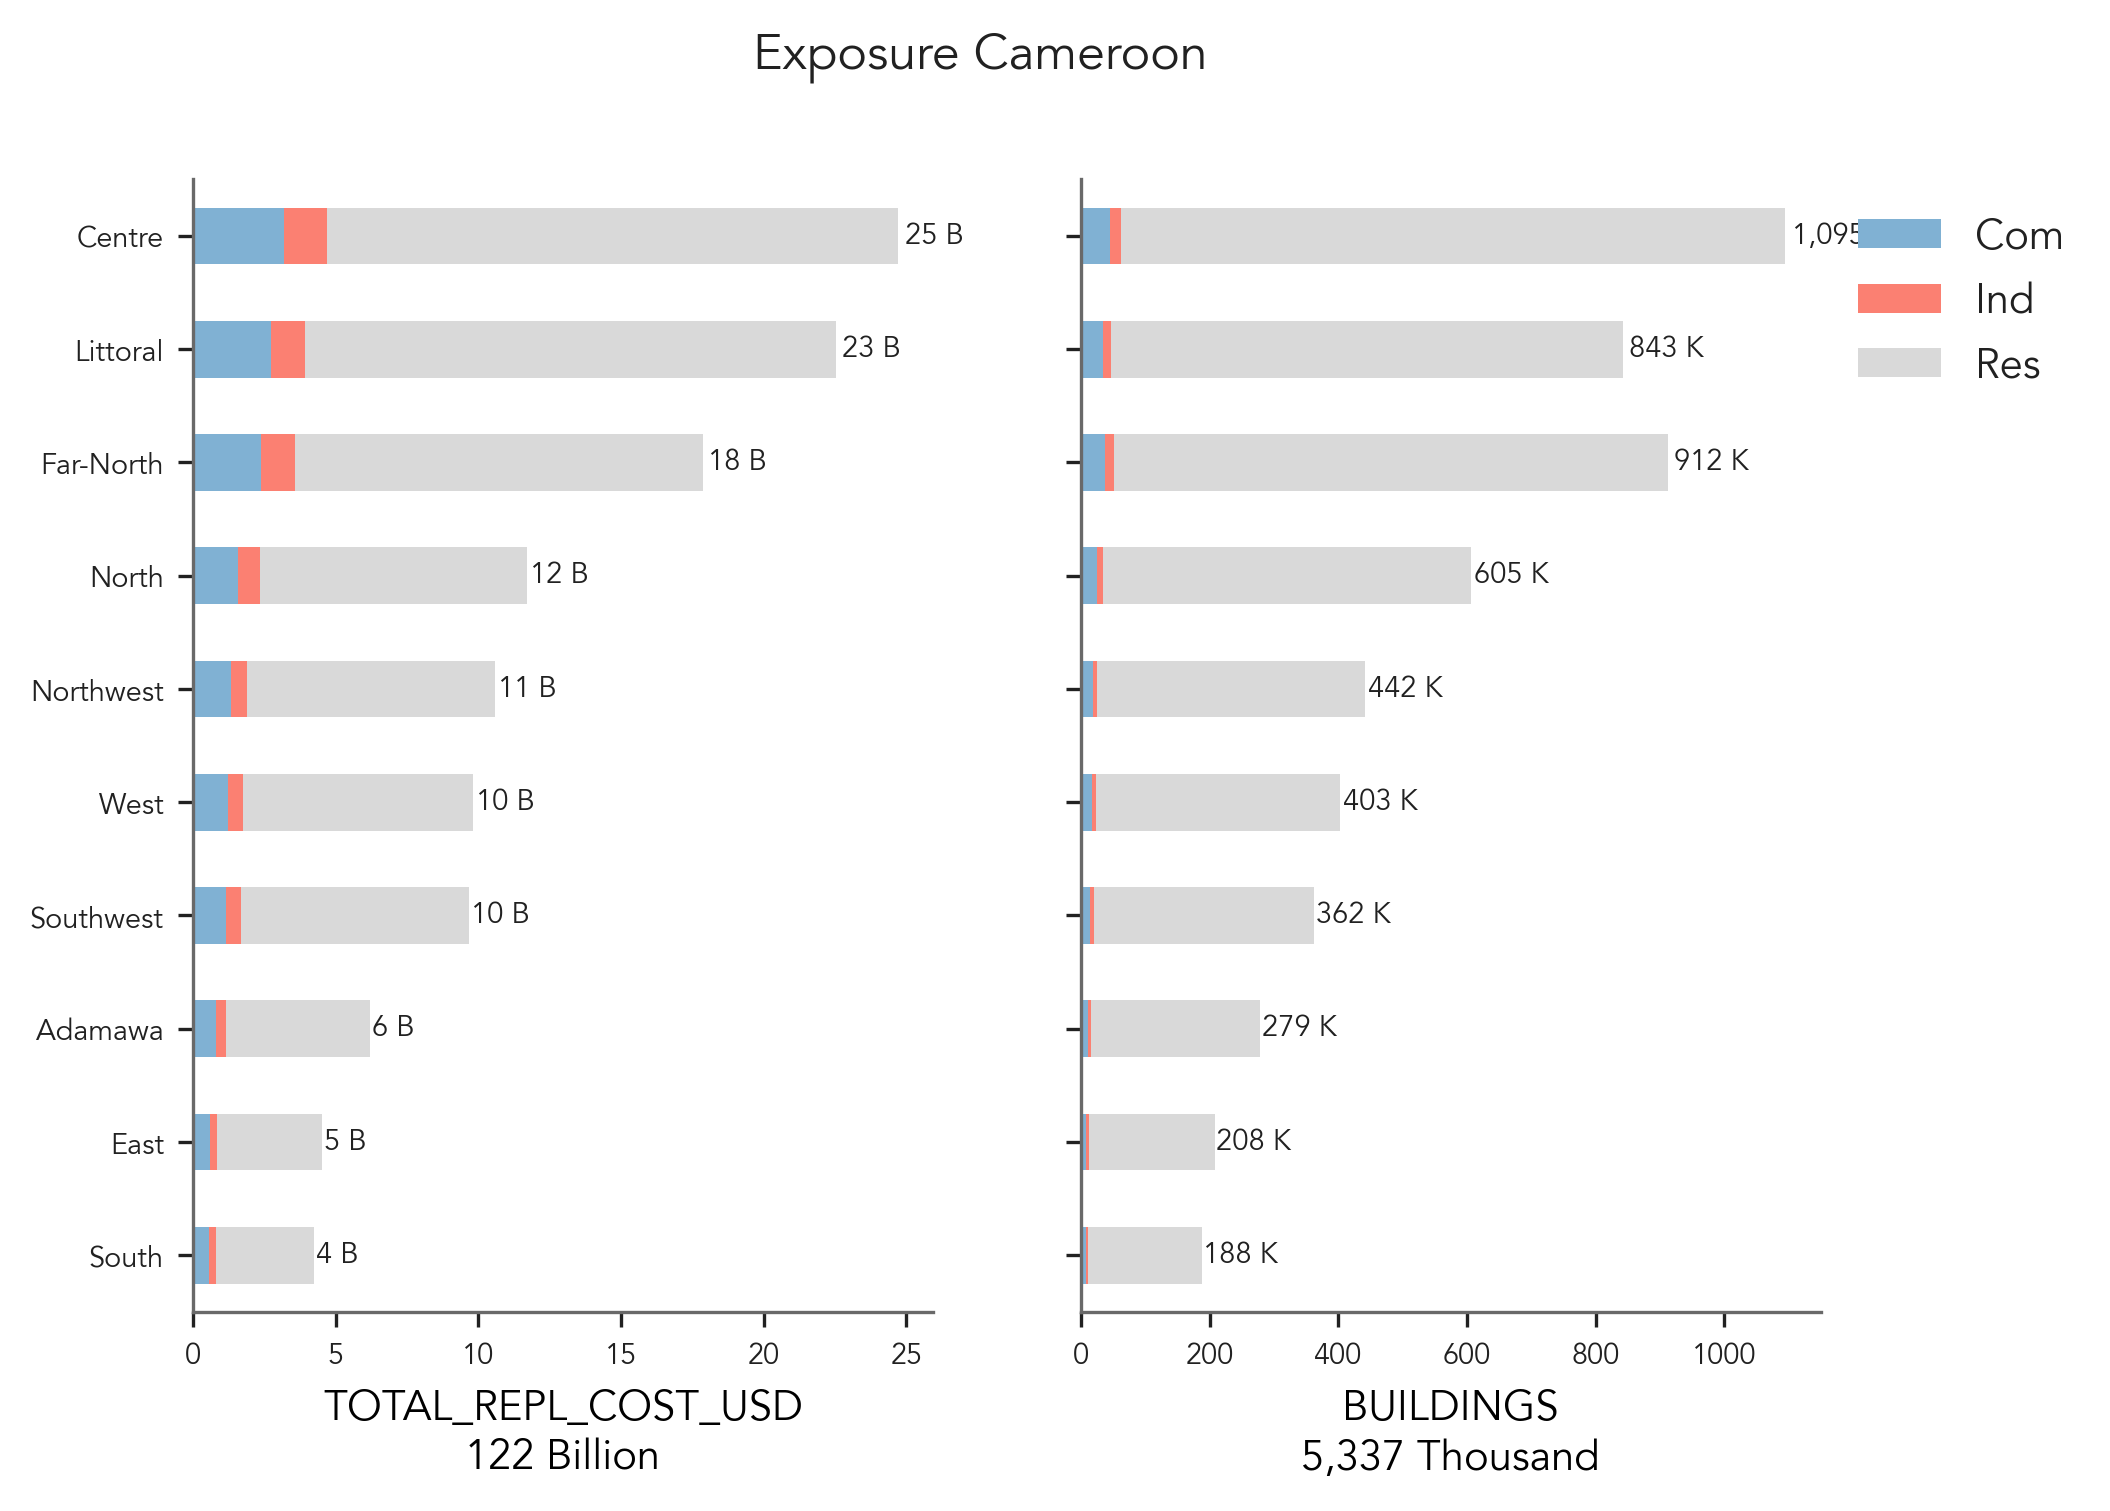 Exposure Cameroon
Centre
25 B
1,095
Com
Littoral
23 B
843 K
Ind
Res
Far-North
18 B
912 K
North
12 B
605 K
Northwest
11 B
442 K
West
10 B
403 K
Southwest
10 B
362 K
Adamawa
6 B
279 K
East
5 B
208 K
South
4 B
188 K
0 5 10 15 20 25
0 200 400 600 800 1000
TOTAL_REPL_COST_USD
122 Billion
BUILDINGS
5,337 Thousand